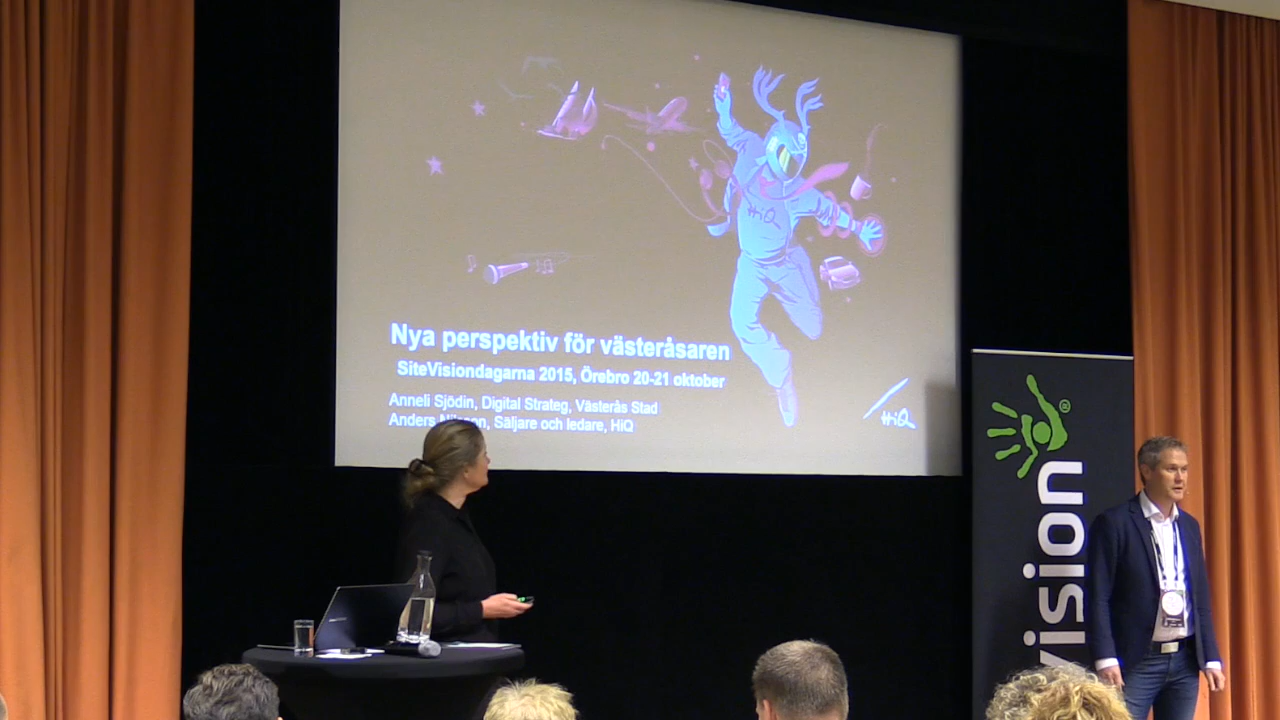 HiQ
Nya perspektiv för västeråsaren
SiteVisiondagarna 2015, Örebro 20-21 oktober
Anneli Sjödin, Digital Strateg, Västerås Stad
Anders Nilsson, Säljare och ledare, HiQ
HiQ
vision
®